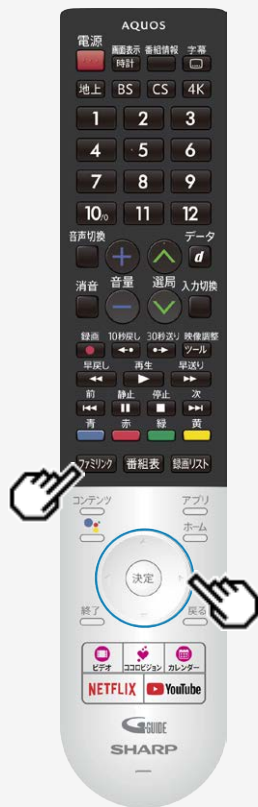 AQUOS
電源
画面表示 番組情報 字幕
時計
地上 BS CS 4K
1 2 3
4 5 6
7 8 9
10/0 11 12
音声切換 データ
d
消音 音量 選局 入力切換
録画 10秒戻し 30秒送り 映像調整
ツール
早戻し 再生 早送り
前 静止 停止 次
青 赤 緑 黄
ファミリンク 番組表 録画リスト
コンテンツ アプリ
ホーム
決定
終了 戻る
ビデオ ココロビジョン カレンダー
NETFLIX YouTube
G-GUIDE
SHARP